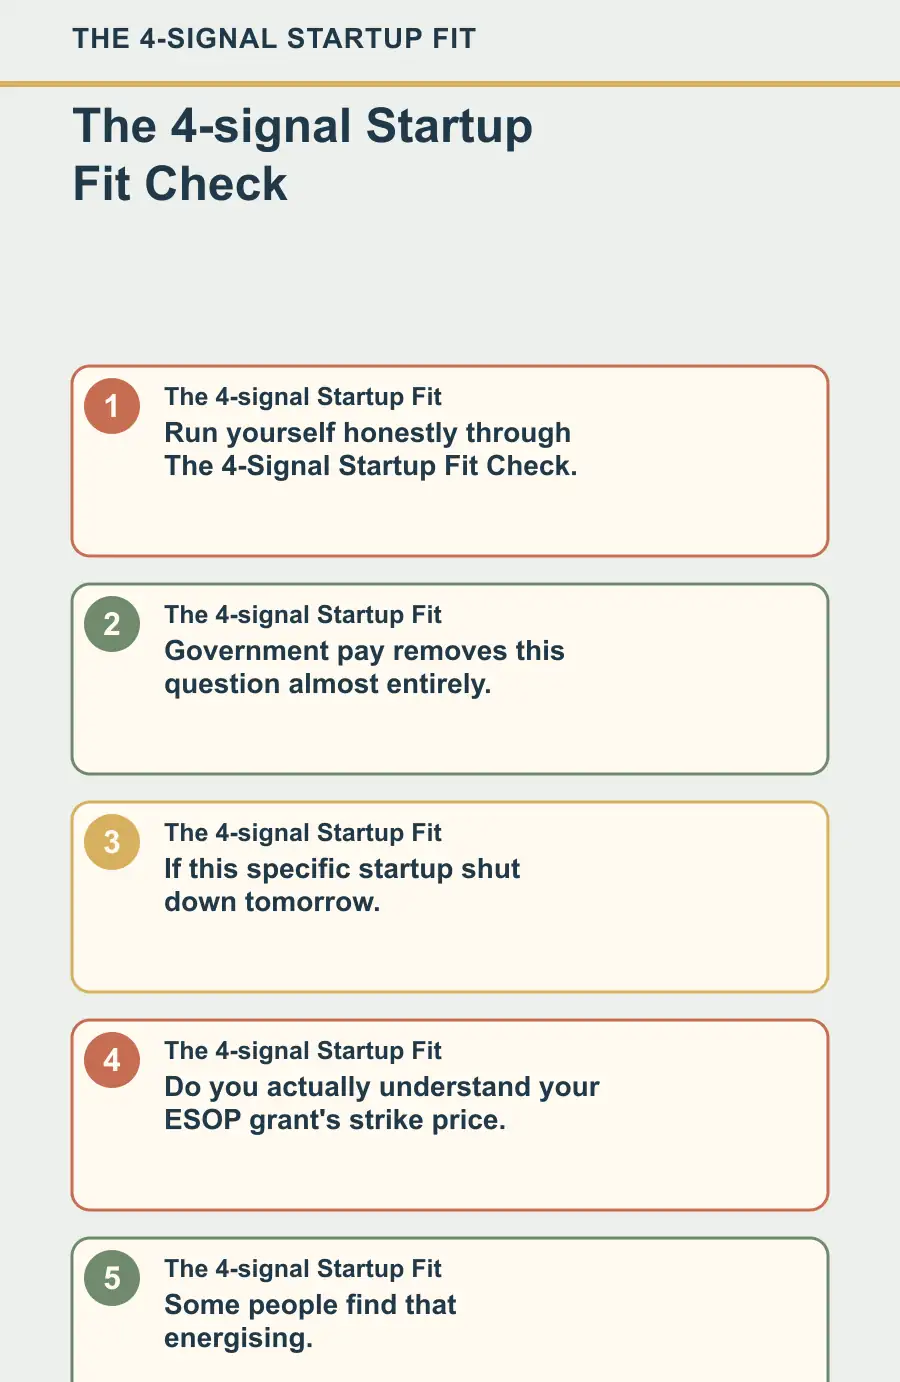 THE 4-SIGNAL STARTUP FIT
The 4-signal Startup
Fit Check
1
The 4-signal Startup Fit
Run yourself honestly through
The 4-Signal Startup Fit Check.
2
The 4-signal Startup Fit
Government pay removes this
question almost entirely.
3
The 4-signal Startup Fit
If this specific startup shut
down tomorrow.
4
The 4-signal Startup Fit
Do you actually understand your
ESOP grant's strike price.
5
The 4-signal Startup Fit
Some people find that
energising.